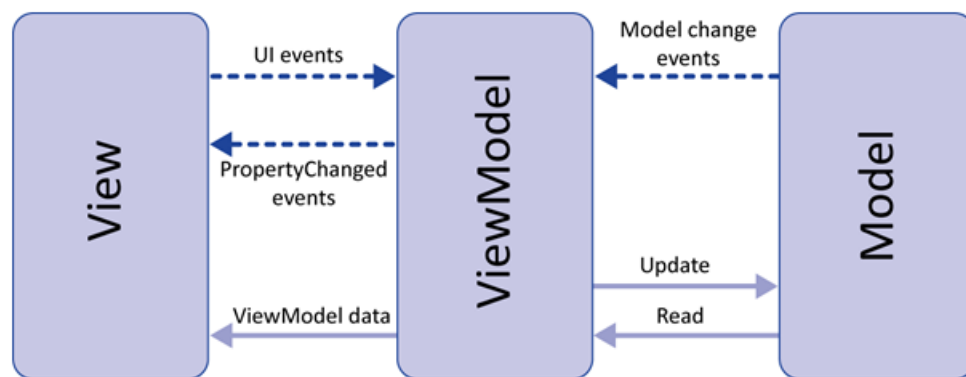 View
UI events
PropertyChanged
events
ViewModel data
ViewModel
Model change
events
Update
Read
Model